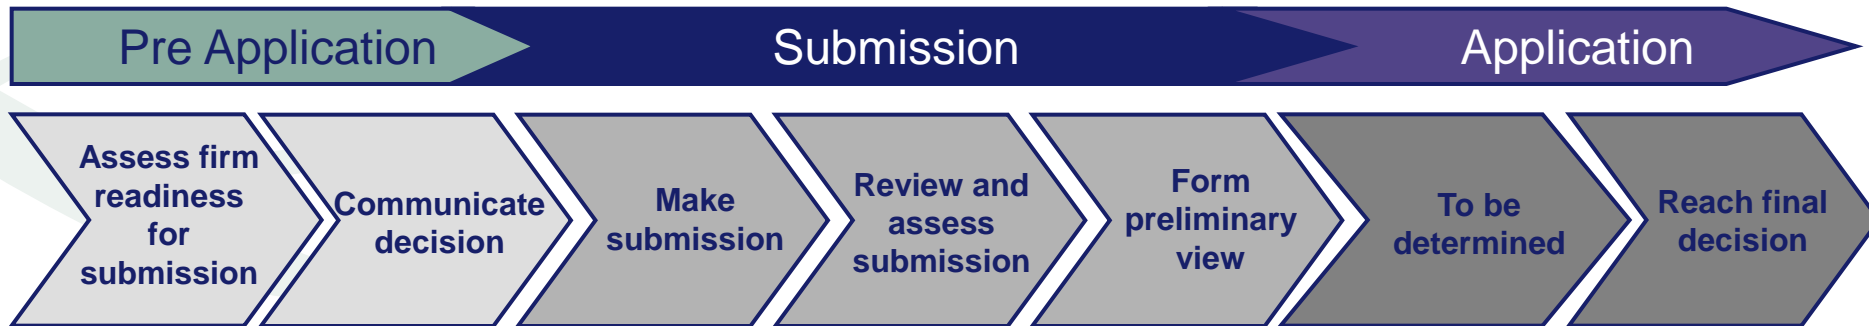 Pre Application
Submission
Application
Assess firm
readiness
for
submission
Communicate
decision
Make
submission
Review and
assess
submission
Form
preliminary
view
To be
determined
Reach final
decision